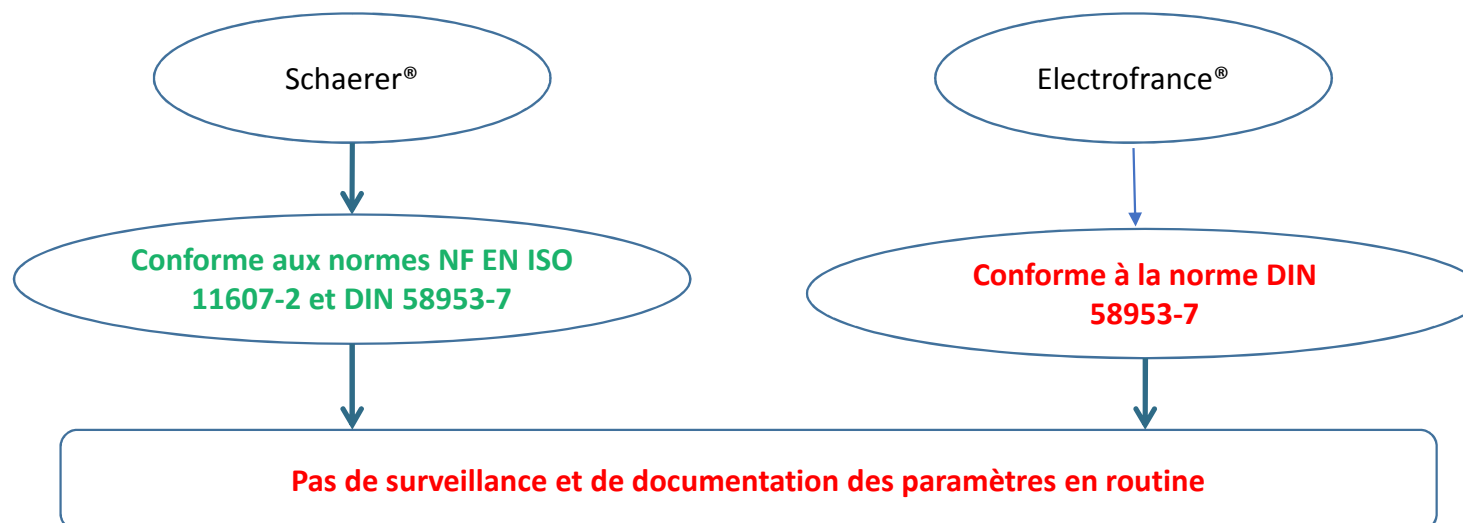 Schaerer®
Electrofrance®
Conforme aux normes NF EN ISO
11607-2 et DIN 58953-7
Conforme à la norme DIN
58953-7
Pas de surveillance et de documentation des paramètres en routine